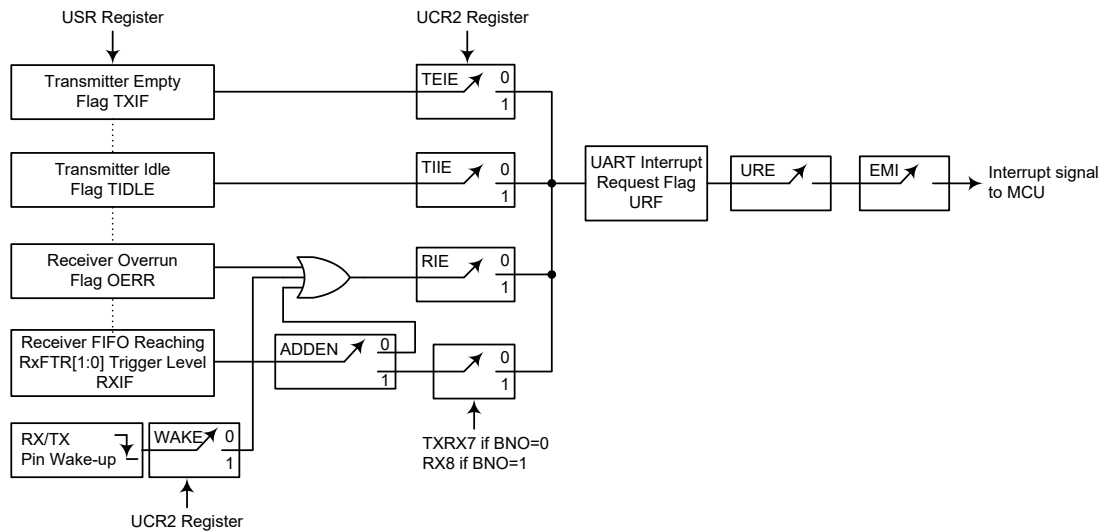 USR Register
UCR2 Register
Transmitter Empty
Flag TXIF
TEIE
0
1
Transmitter Idle
Flag TIDLE
TIIE
0
1
UART Interrupt
Request Flag
URF
URE
EMI
Interrupt signal
to MCU
Receiver Overrun
Flag OERR
RIE
0
1
Receiver FIFO Reaching
RxFTR[1:0] Trigger Level
RXIF
ADDEN
0
1
0
1
RX/TX
Pin Wake-up
WAKE
0
1
TXRX7 if BNO=0
RX8 if BNO=1
UCR2 Register